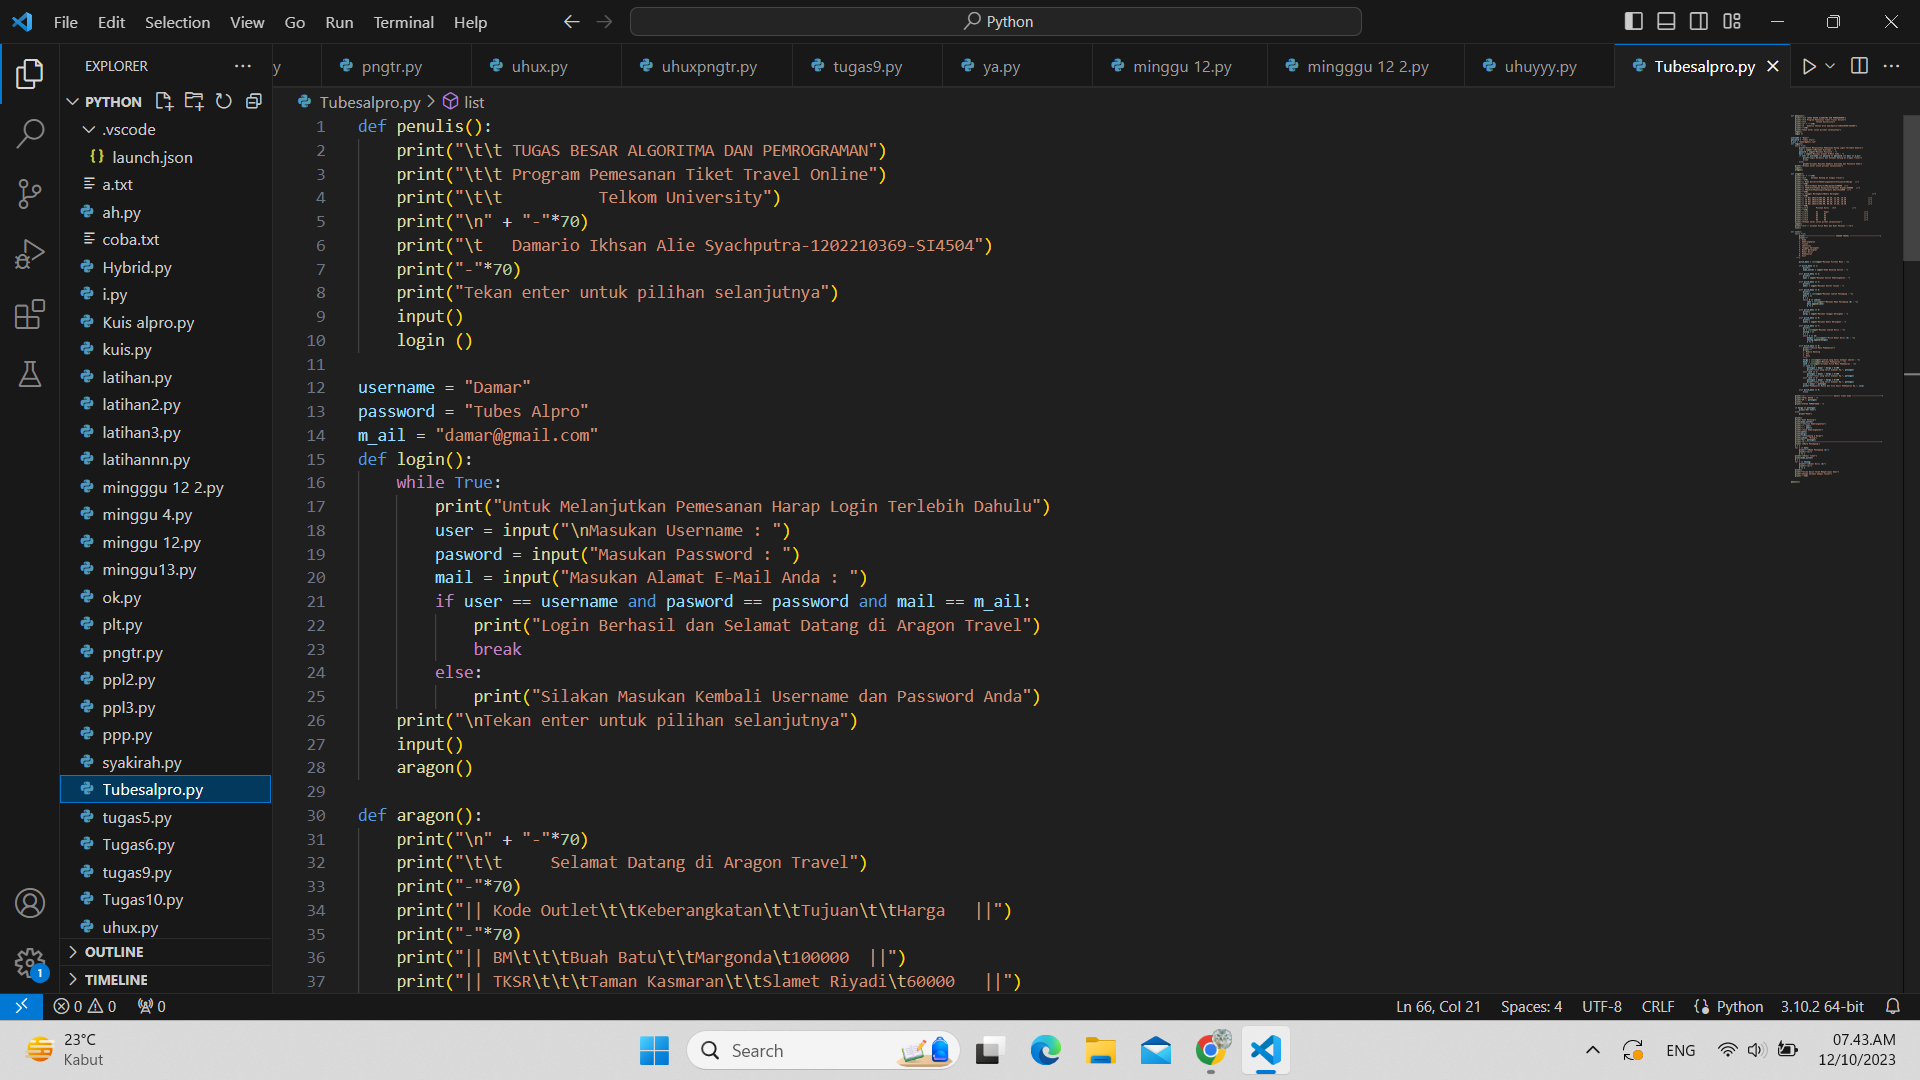 File Edit Selection View Go Run Terminal Help
Python
EXPLORER
y pngtr.py uhux.py uhuxpngtr.py tugas9.py ya.py minggu 12.py mingggu 12 2.py uhuyyy.py Tubesalpro.py
PYTHON
.vscode
launch.json
a.txt
ah.py
coba.txt
Hybrid.py
i.py
Kuis alpro.py
kuis.py
latihan.py
latihan2.py
latihan3.py
latihannn.py
mingggu 12 2.py
minggu 4.py
minggu 12.py
minggu13.py
ok.py
plt.py
pngtr.py
ppl2.py
ppl3.py
ppp.py
syakirah.py
Tubesalpro.py
tugas5.py
Tugas6.py
tugas9.py
Tugas10.py
uhux.py
OUTLINE
TIMELINE
Tubesalpro.py > list
1 def penulis():
2 print("\t\t TUGAS BESAR ALGORITMA DAN PEMROGRAMAN")
3 print("\t\t Program Pemesanan Tiket Travel Online")
4 print("\t\t          Telkom University")
5 print("\n" + "-"*70)
6 print("\t   Damario Ikhsan Alie Syachputra-1202210369-SI4504")
7 print("-"*70)
8 print("Tekan enter untuk pilihan selanjutnya")
9 input()
10 login ()
11
12 username = "Damar"
13 password = "Tubes Alpro"
14 m_ail = "damar@gmail.com"
15 def login():
16 while True:
17 print("Untuk Melanjutkan Pemesanan Harap Login Terlebih Dahulu")
18 user = input("\nMasukan Username : ")
19 pasword = input("Masukan Password : ")
20 mail = input("Masukan Alamat E-Mail Anda : ")
21 if user == username and pasword == password and mail == m_ail:
22 print("Login Berhasil dan Selamat Datang di Aragon Travel")
23 break
24 else:
25 print("Silakan Masukan Kembali Username dan Password Anda")
26 print("\nTekan enter untuk pilihan selanjutnya")
27 input()
28 aragon()
29
30 def aragon():
31 print("\n" + "-"*70)
32 print("\t\t     Selamat Datang di Aragon Travel")
33 print("-"*70)
34 print("|| Kode Outlet\t\tKeberangkatan\t\tTujuan\t\tHarga   ||")
35 print("-"*70)
36 print("|| BM\t\t\tBuah Batu\t\tMargonda\t100000  ||")
37 print("|| TKSR\t\t\tTaman Kasmaran\t\tSlamet Riyadi\t60000   ||")
0 0 0
Ln 66, Col 21 Spaces: 4 UTF-8 CRLF Python 3.10.2 64-bit
1
23°C
Kabut
Search
ENG
07.43.AM
12/10/2023